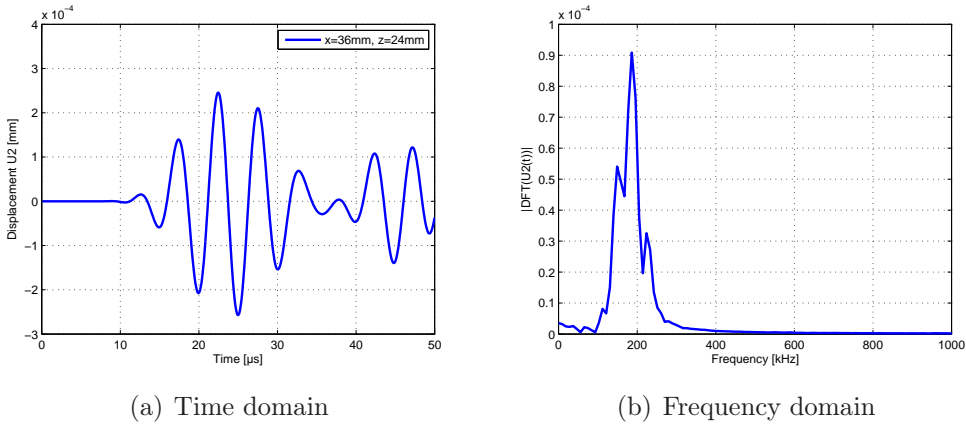 x 10⁻⁴
4
3
2
1
0
−1
−2
−3
0 10 20 30 40 50
Displacement U2 [mm]
Time [μs]
x=36mm, z=24mm
(a) Time domain
x 10⁻⁴
1
0.9
0.8
0.7
0.6
0.5
0.4
0.3
0.2
0.1
0
0 200 400 600 800 1000
|DFT(U2(t))|
Frequency [kHz]
(b) Frequency domain